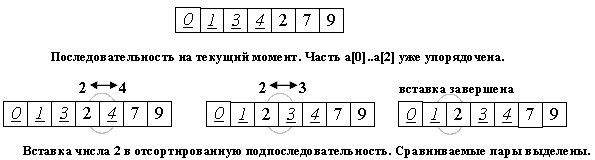 0 1 3 4 2 7 9
Последовательность на текущий момент. Часть a[0]..a[2] уже упорядочена.
2 4 2 3 вставка завершена
0 1 3 2 4 7 9 0 1 2 3 4 7 9 0 1 2 3 4 7 9
Вставка числа 2 в отсортированную подпоследовательность. Сравниваемые пары выделены.